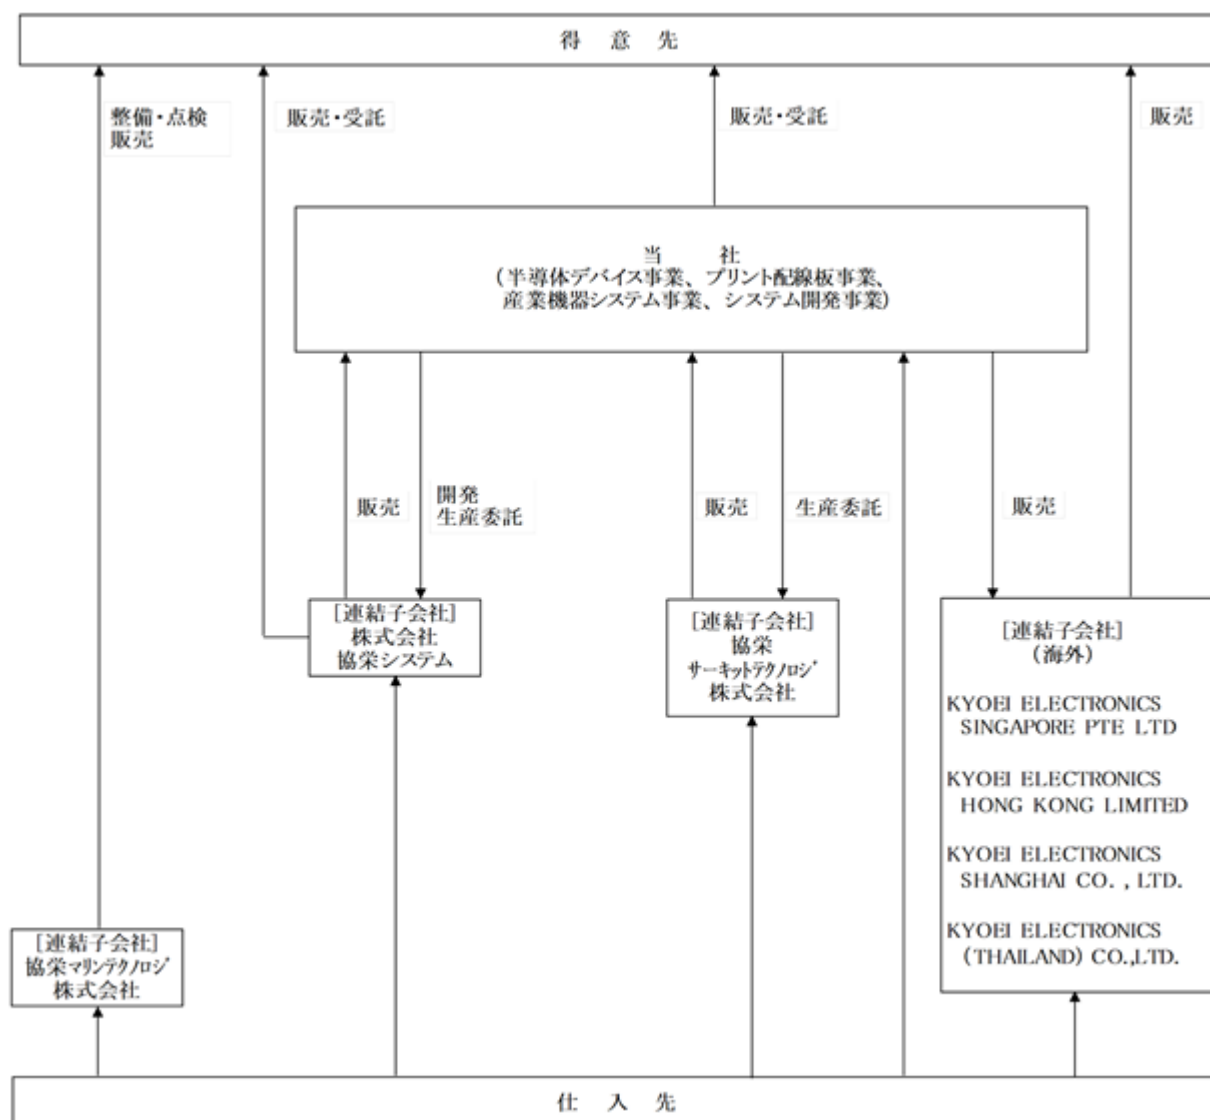 得 意 先
整備・点検
販売
販売・受託
販売・受託
販売
当 社
(半導体デバイス事業、プリント配線板事業、
産業機器システム事業、システム開発事業)
販売
開発
生産委託
販売
生産委託
販売
[連結子会社]
株式会社
協栄システム
[連結子会社]
協栄
サーキットテクノロジ
株式会社
[連結子会社]
(海外)
KYOEI ELECTRONICS
SINGAPORE PTE LTD
KYOEI ELECTRONICS
HONG KONG LIMITED
KYOEI ELECTRONICS
SHANGHAI CO. , LTD.
KYOEI ELECTRONICS
(THAILAND) CO.,LTD.
[連結子会社]
協栄マリンテクノロジ
株式会社
仕 入 先